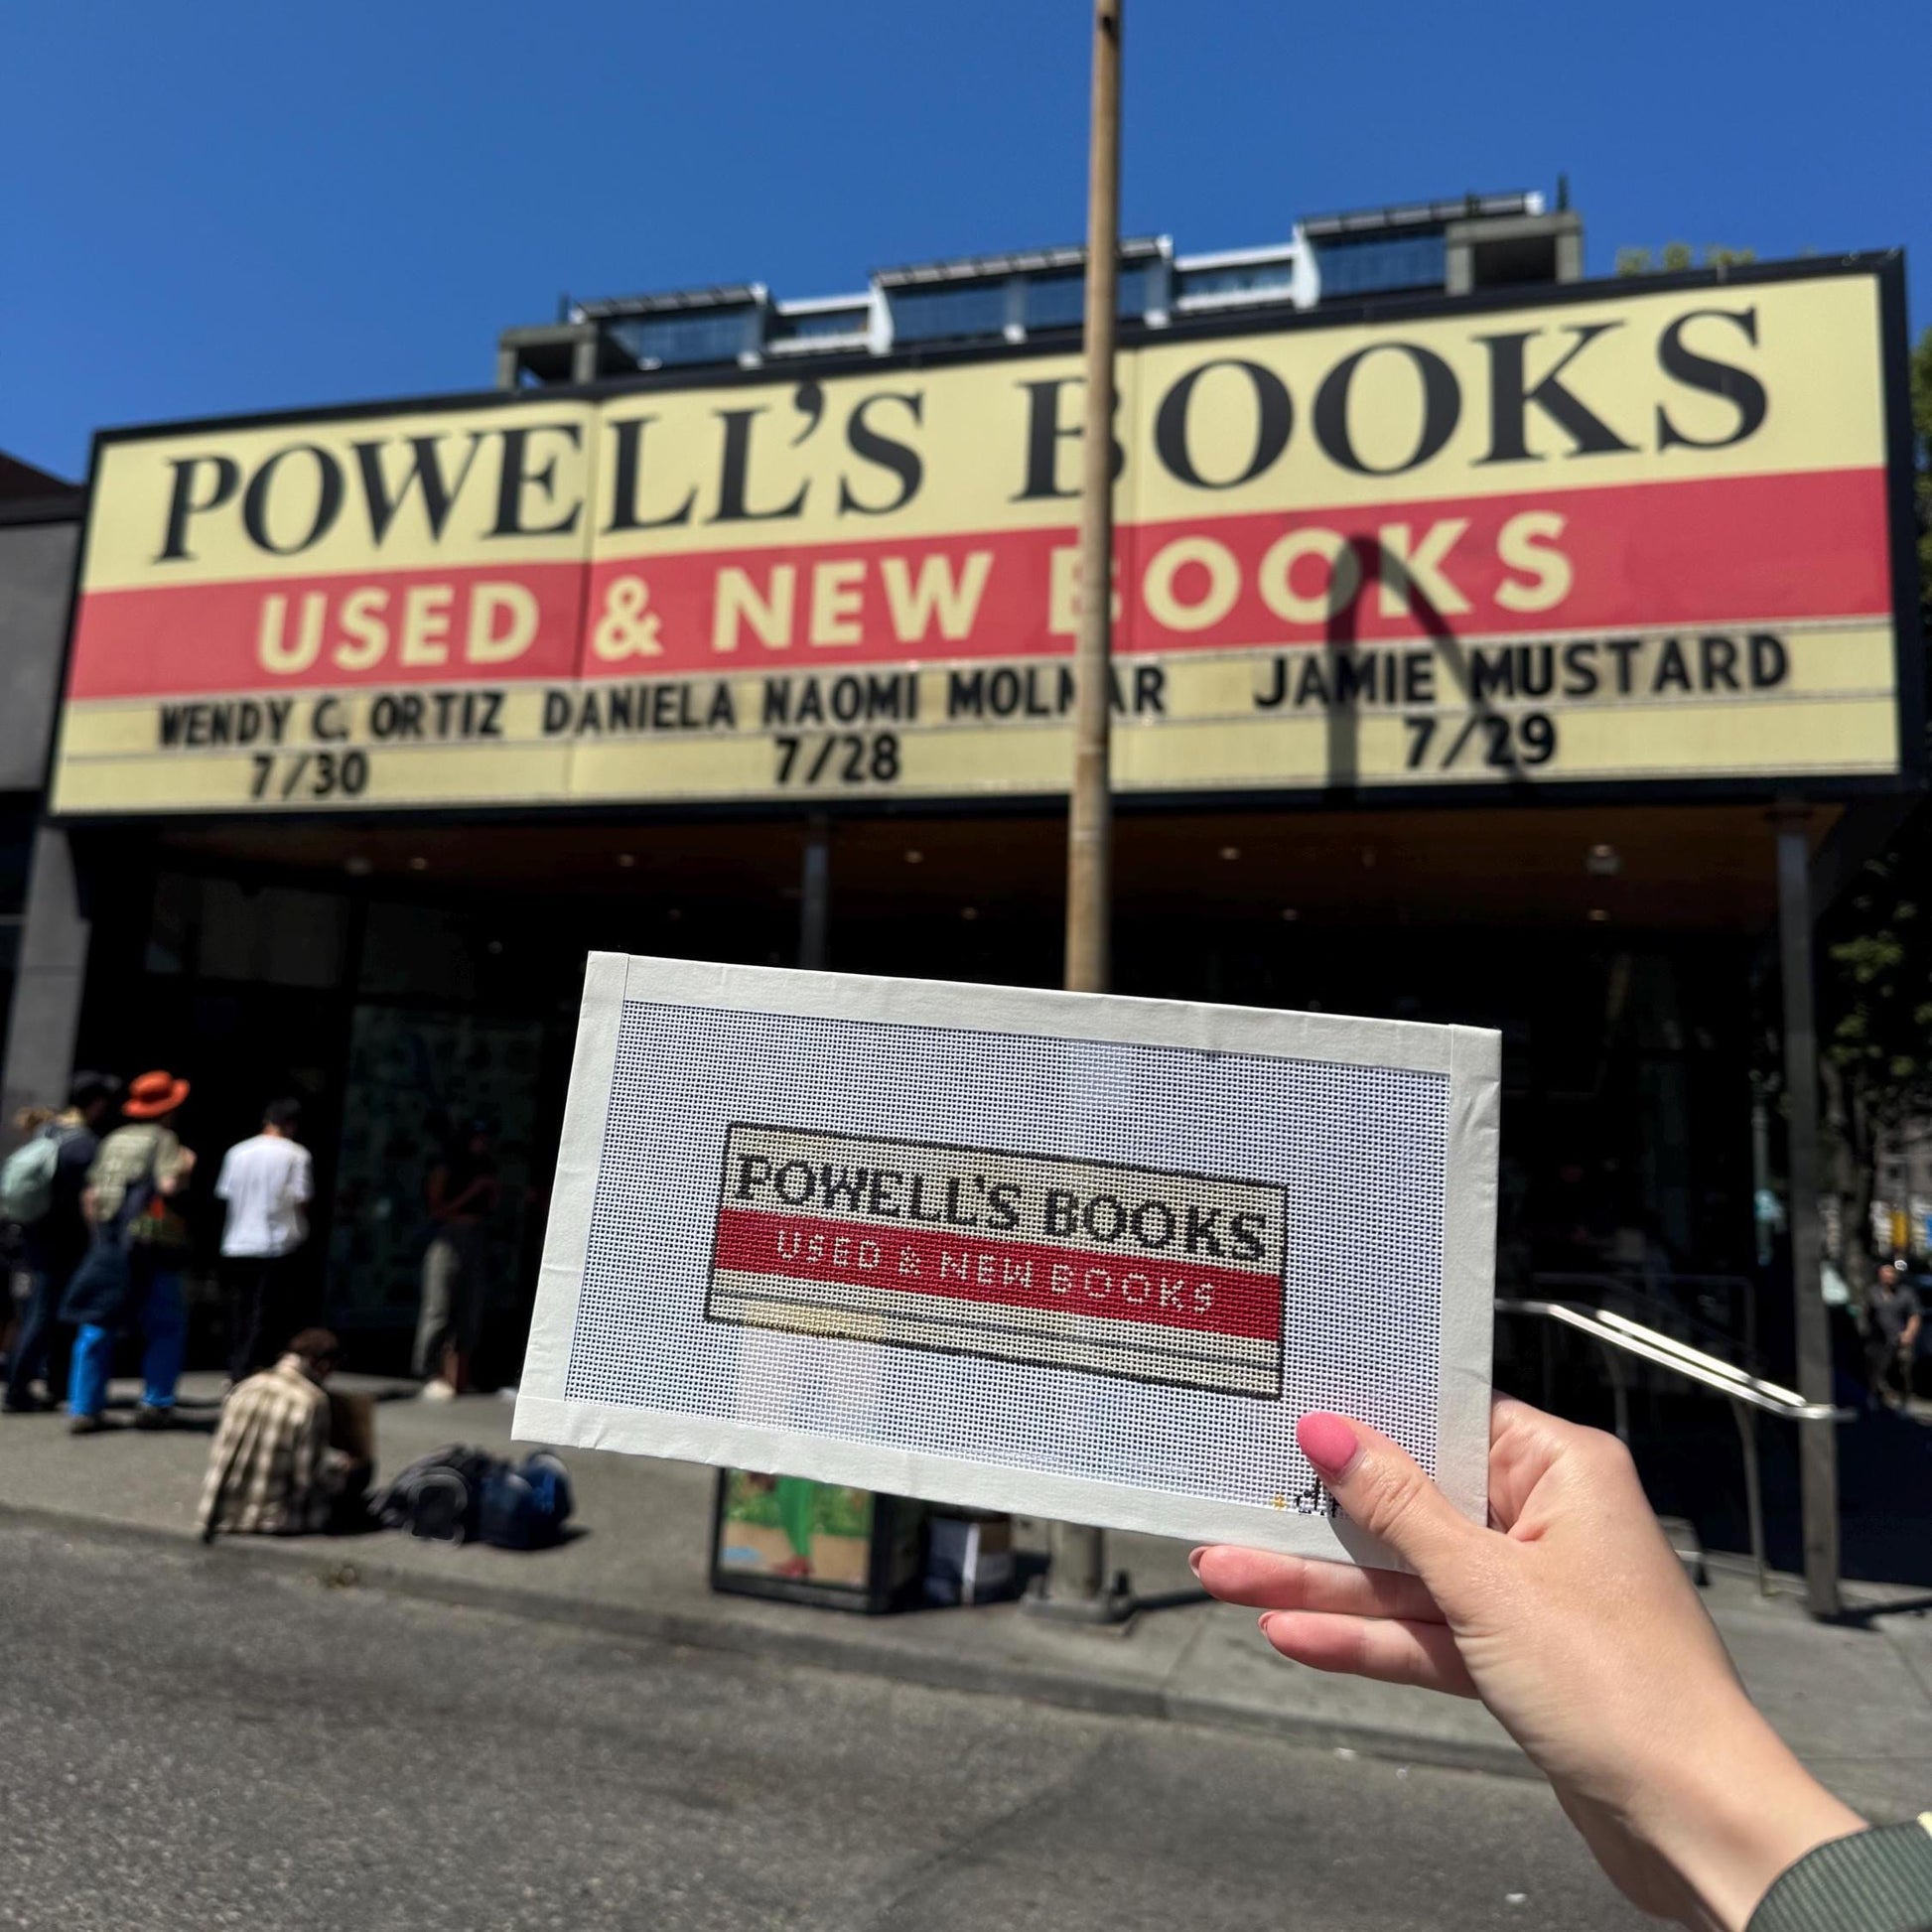 POWELL'S BOOKS
USED & NEW BOOKS
WENDY C. ORTIZ DANIELA NAOMI MOLNAR JAMIE MUSTARD
7/30 7/28 7/29
POWELL'S BOOKS
USED & NEW BOOKS